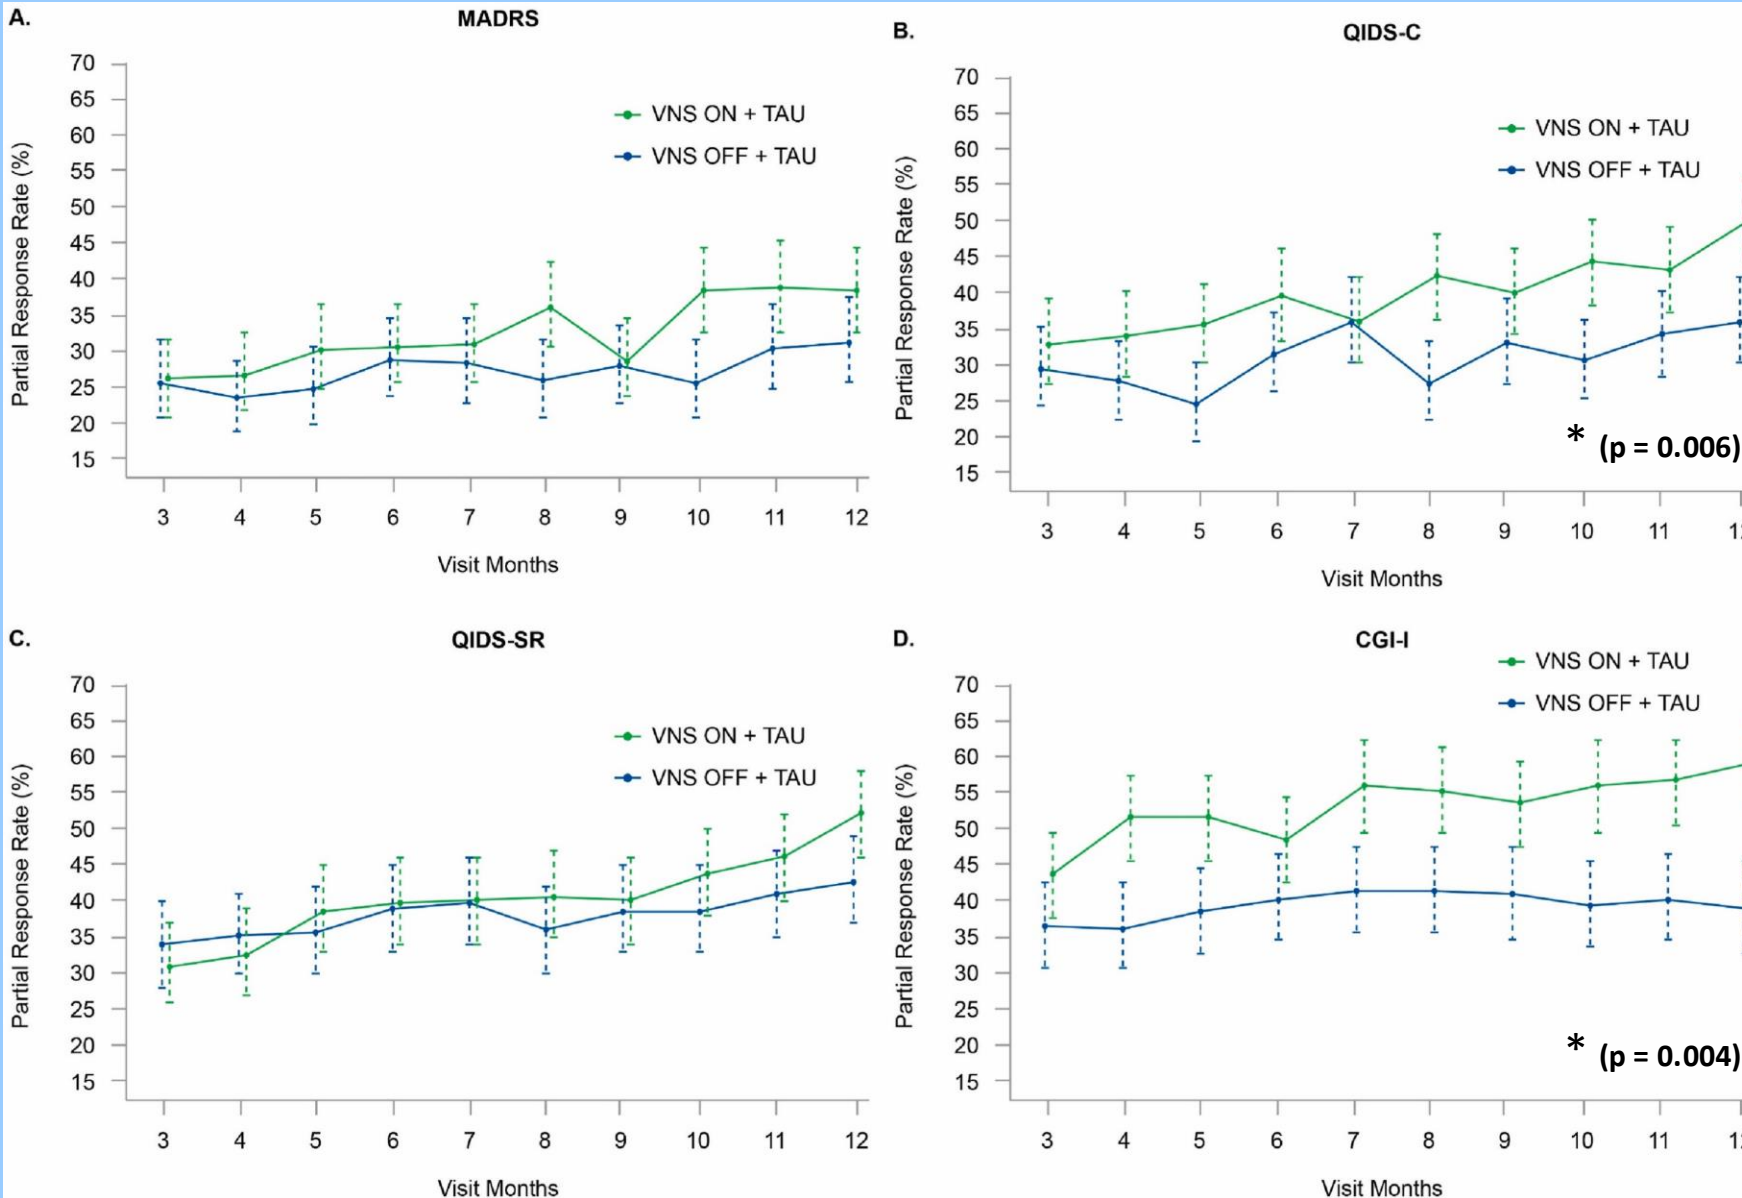 A.
MADRS
70
65
60
55
50
45
40
35
30
25
20
15
Partial Response Rate (%)
VNS ON + TAU
VNS OFF + TAU
3 4 5 6 7 8 9 10 11 12
Visit Months
B.
QIDS-C
70
65
60
55
50
45
40
35
30
25
20
15
Partial Response Rate (%)
VNS ON + TAU
VNS OFF + TAU
* (p = 0.006)
3 4 5 6 7 8 9 10 11
Visit Months
C.
QIDS-SR
70
65
60
55
50
45
40
35
30
25
20
15
Partial Response Rate (%)
VNS ON + TAU
VNS OFF + TAU
3 4 5 6 7 8 9 10 11 12
Visit Months
D.
CGI-I
VNS ON + TAU
VNS OFF + TAU
70
65
60
55
50
45
40
35
30
25
20
15
Partial Response Rate (%)
* (p = 0.004)
3 4 5 6 7 8 9 10 11
Visit Months